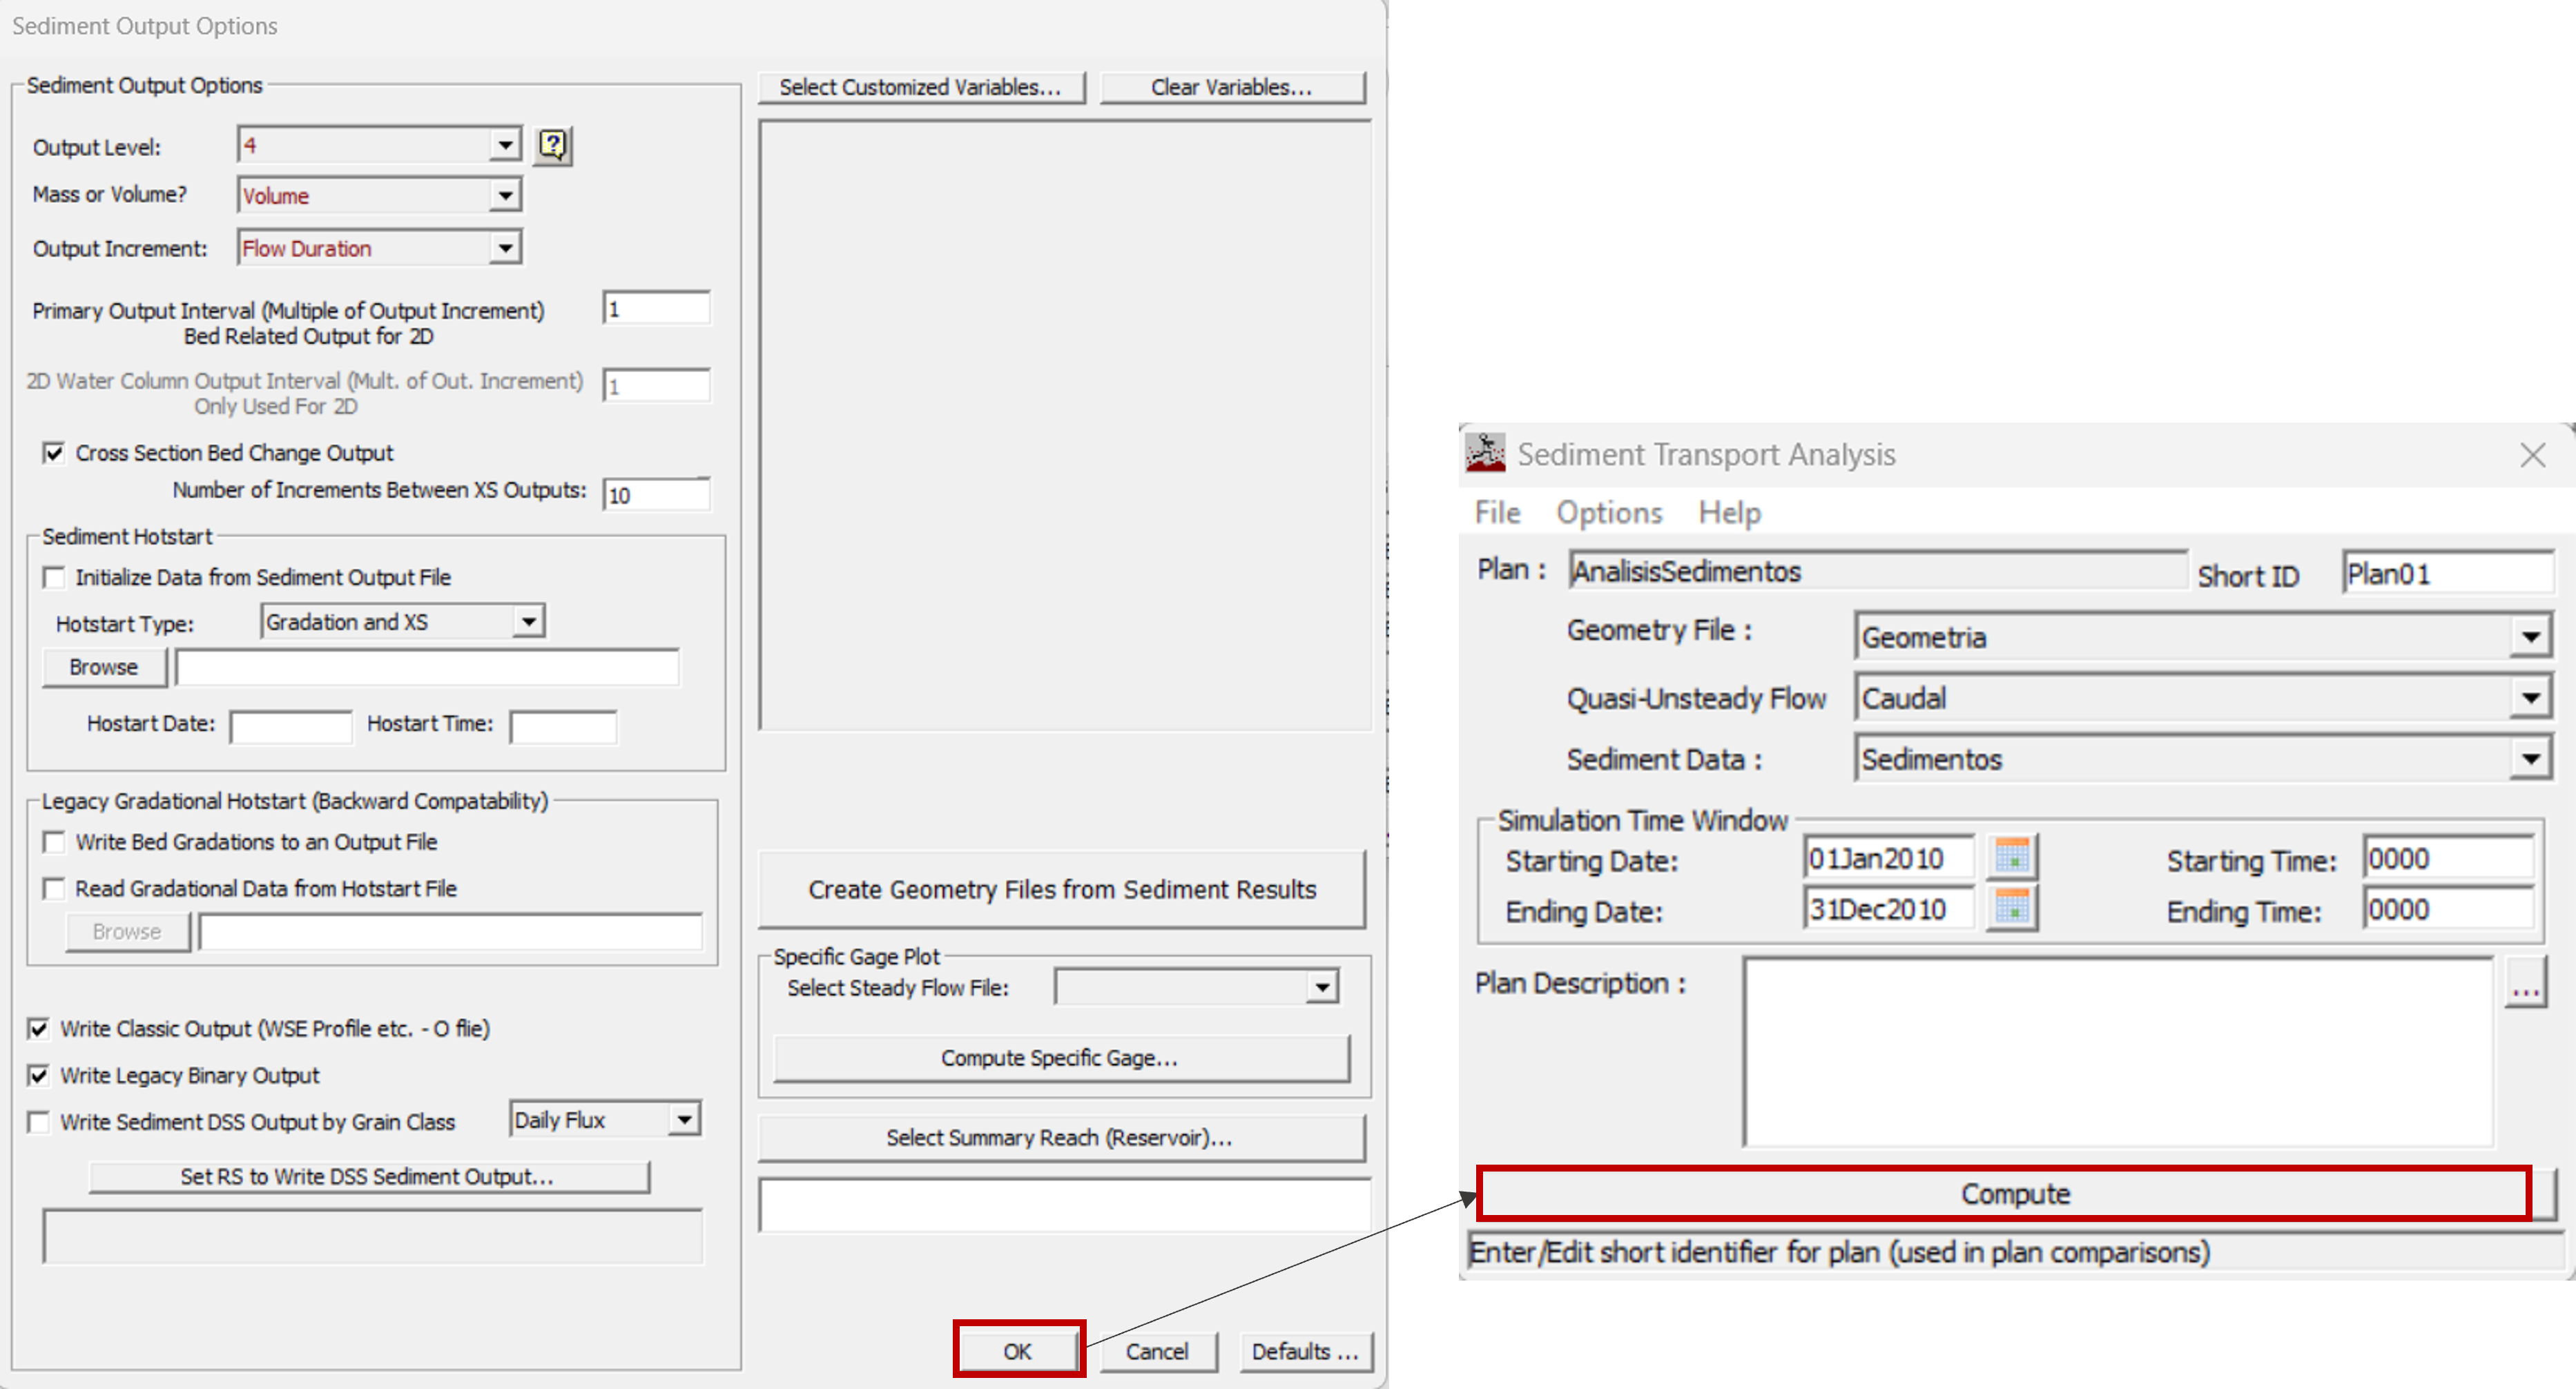 Sediment Output Options
Sediment Output Options
Output Level:
4
Mass or Volume?
Volume
Output Increment:
Flow Duration
Primary Output Interval (Multiple of Output Increment)
Bed Related Output for 2D
1
2D Water Column Output Interval (Mult. of Out. Increment)
Only Used For 2D
1
Cross Section Bed Change Output
Number of Increments Between XS Outputs:
10
Sediment Hotstart
Initialize Data from Sediment Output File
Hotstart Type:
Gradation and XS
Browse
Hostart Date:
Hostart Time:
Legacy Gradational Hotstart (Backward Compatability)
Write Bed Gradations to an Output File
Read Gradational Data from Hotstart File
Browse
Write Classic Output (WSE Profile etc. - O flie)
Write Legacy Binary Output
Write Sediment DSS Output by Grain Class
Daily Flux
Set RS to Write DSS Sediment Output...
Select Customized Variables...
Clear Variables...
Create Geometry Files from Sediment Results
Specific Gage Plot
Select Steady Flow File:
Compute Specific Gage...
Select Summary Reach (Reservoir)...
OK
Cancel
Defaults ...
Sediment Transport Analysis
File Options Help
Plan :
AnalisisSedimentos
Short ID
Plan01
Geometry File :
Geometria
Quasi-Unsteady Flow
Caudal
Sediment Data :
Sedimentos
Simulation Time Window
Starting Date:
01Jan2010
Starting Time:
0000
Ending Date:
31Dec2010
Ending Time:
0000
Plan Description :
...
Compute
Enter/Edit short identifier for plan (used in plan comparisons)